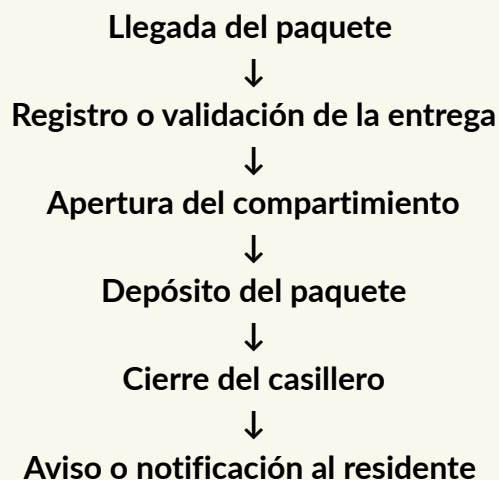 Llegada del paquete
↓
Registro o validación de la entrega
↓
Apertura del compartimiento
↓
Depósito del paquete
↓
Cierre del casillero
↓
Aviso o notificación al residente